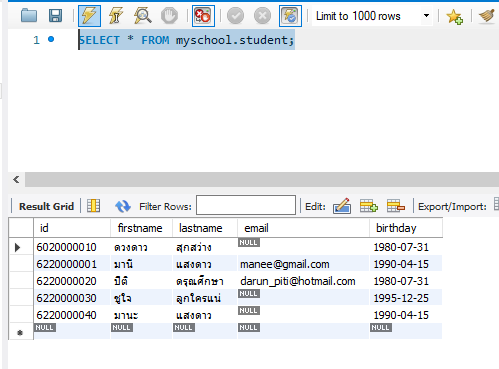 Limit to 1000 rows
1 SELECT * FROM myschool.student;
Result Grid Filter Rows: Edit: Export/Import:
id firstname lastname email birthday
6020000010 ดวงดาว สุกสว่าง NULL 1980-07-31
6220000001 มานี แสงดาว manee@gmail.com 1990-04-15
6220000020 ปิติ ดรุณศึกษา darun_piti@hotmail.com 1980-07-31
6220000030 ชูใจ ลูกใครแน่ NULL 1995-12-25
6220000040 มานะ แสงดาว NULL 1990-04-15
NULL NULL NULL NULL NULL